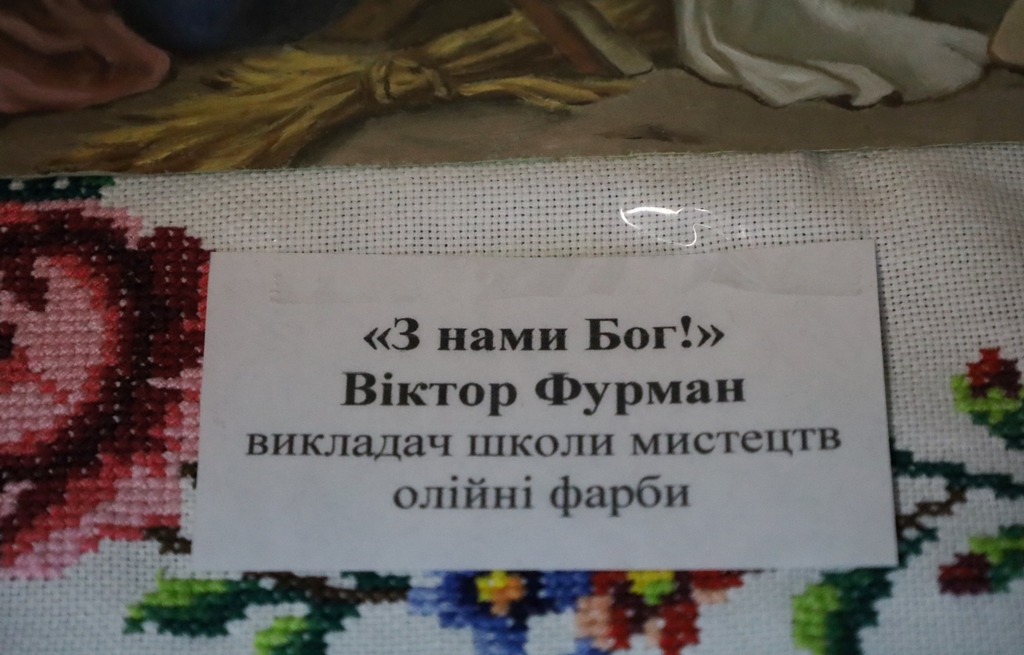 «З нами Бог!»
Віктор Фурман
викладач школи мистецтв
олійні фарби